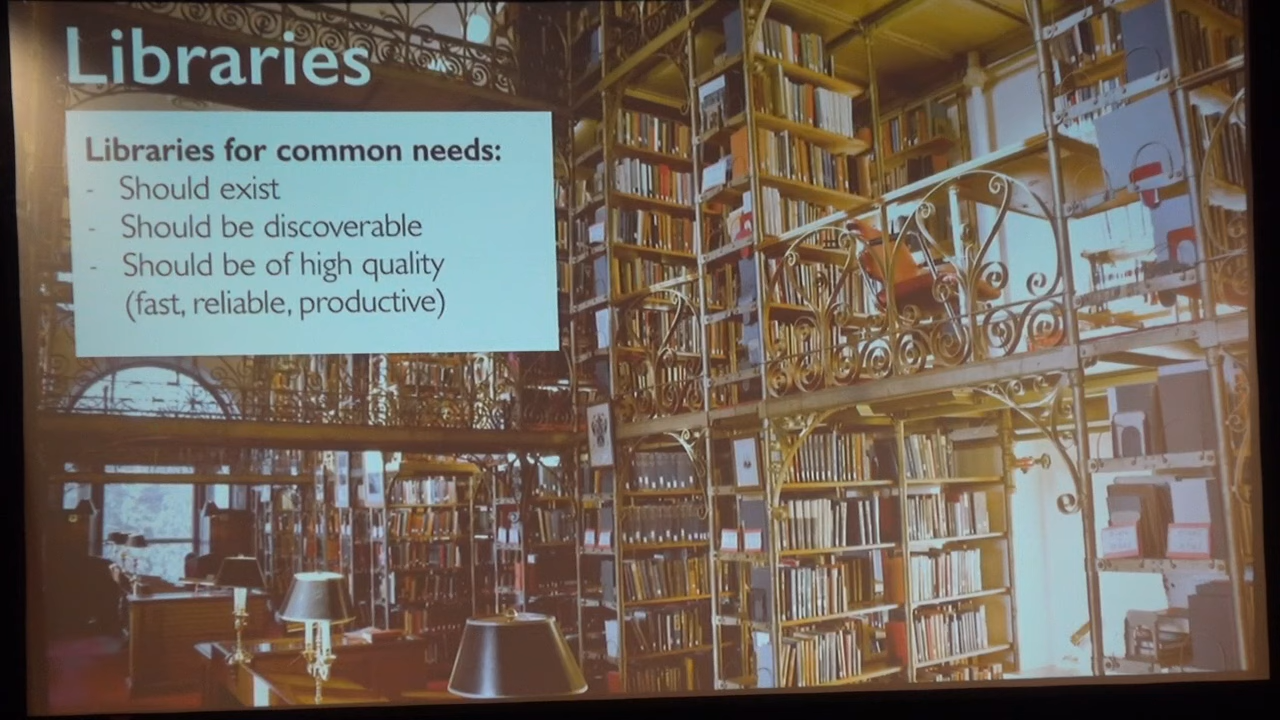 Libraries
Libraries for common needs:
- Should exist
- Should be discoverable
- Should be of high quality
(fast, reliable, productive)